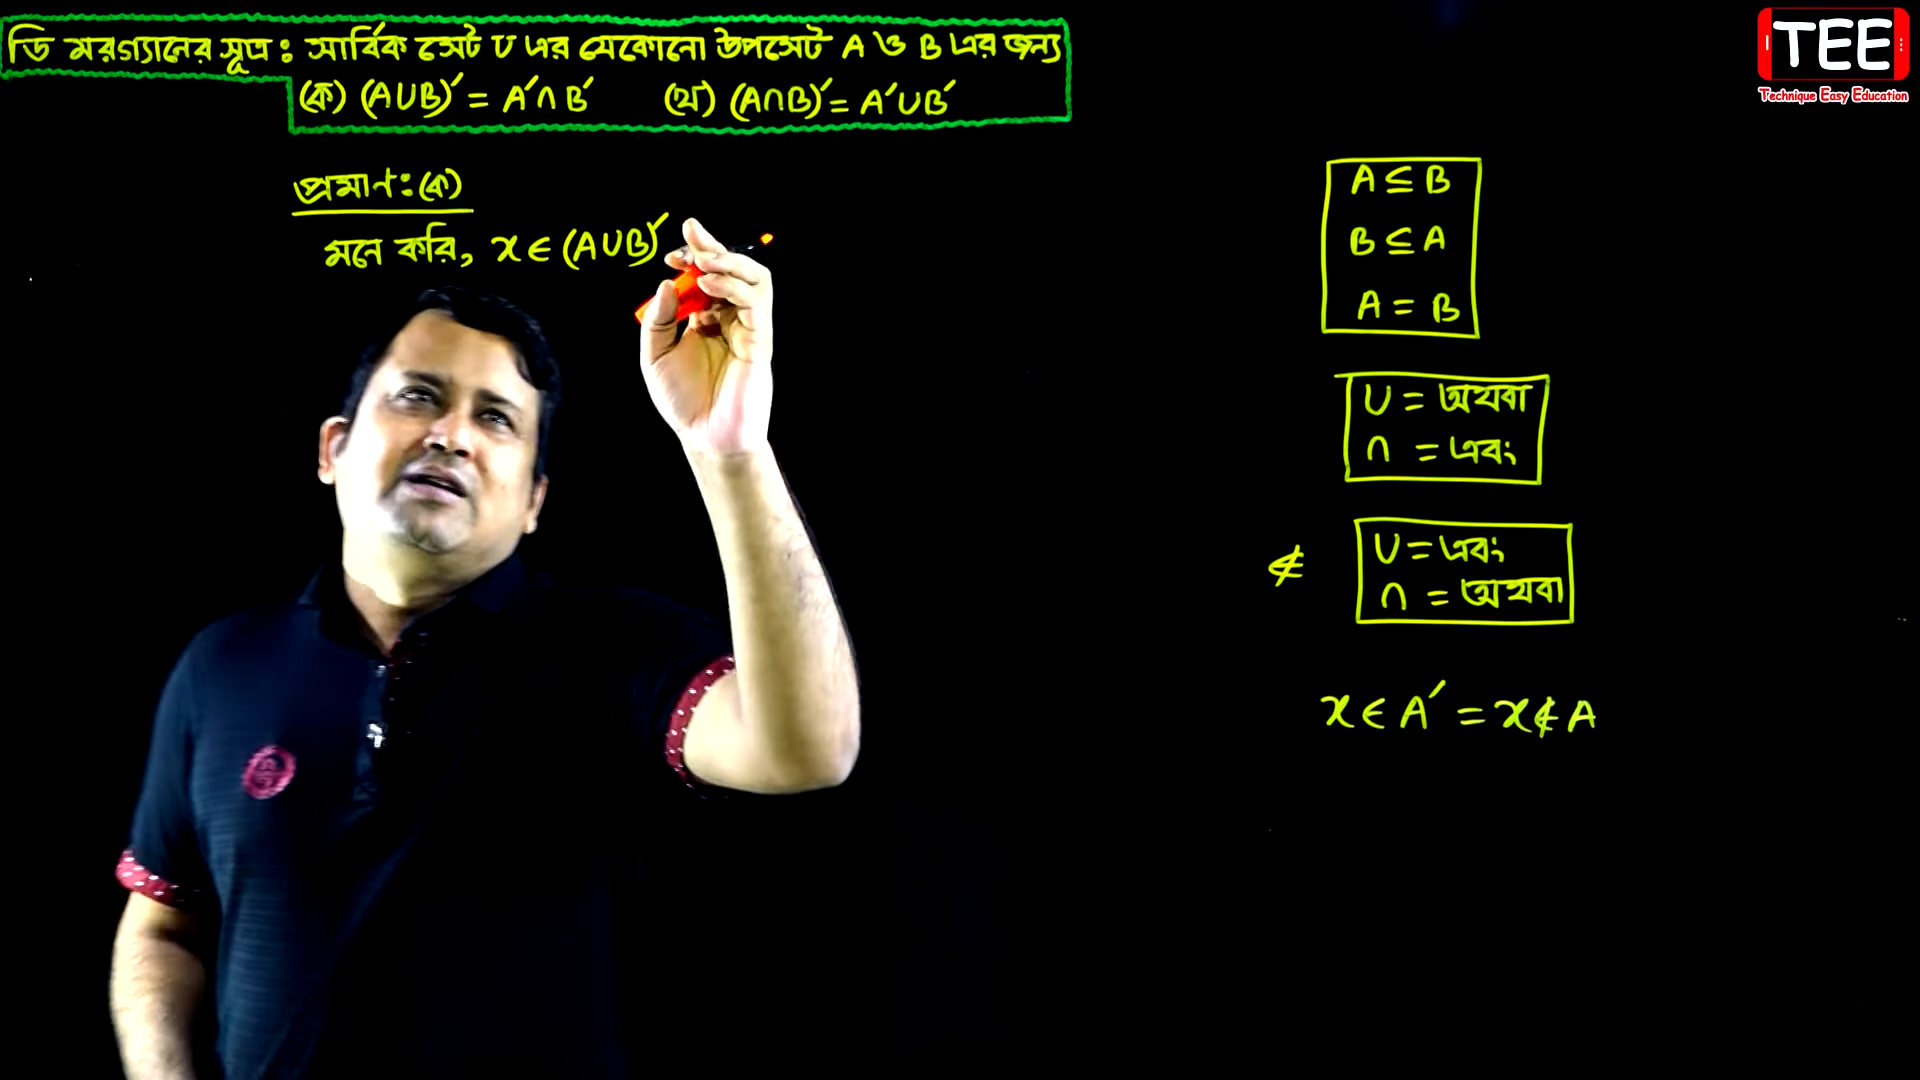 ডি মরগ্যানের সূত্র: সার্বিক সেট U এর যেকোনো উপসেট A ও B এর জন্য
(ক) (A∪B)′ = A′∩B′ (খ) (A∩B)′ = A′∪B′
প্রমাণ: (ক)
মনে করি, x ∈ (A∪B)′
A ⊆ B
B ⊆ A
A = B
∪ = অথবা
∩ = এবং
∉ ∪ = এবং
∩ = অথবা
x ∈ A′ = x ∉ A
TEE
Technique Easy Education